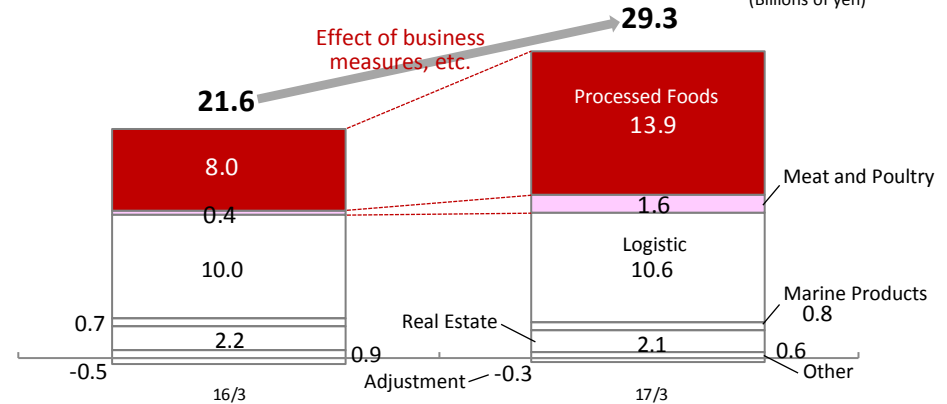 (Billions of yen)
29.3
Effect of business
measures, etc.
21.6
Processed Foods
13.9
8.0
Meat and Poultry
0.4
1.6
Logistic
10.0
10.6
Marine Products
0.7
Real Estate
0.8
2.2
2.1
0.9
0.6
-0.5
Adjustment
-0.3
Other
16/3
17/3